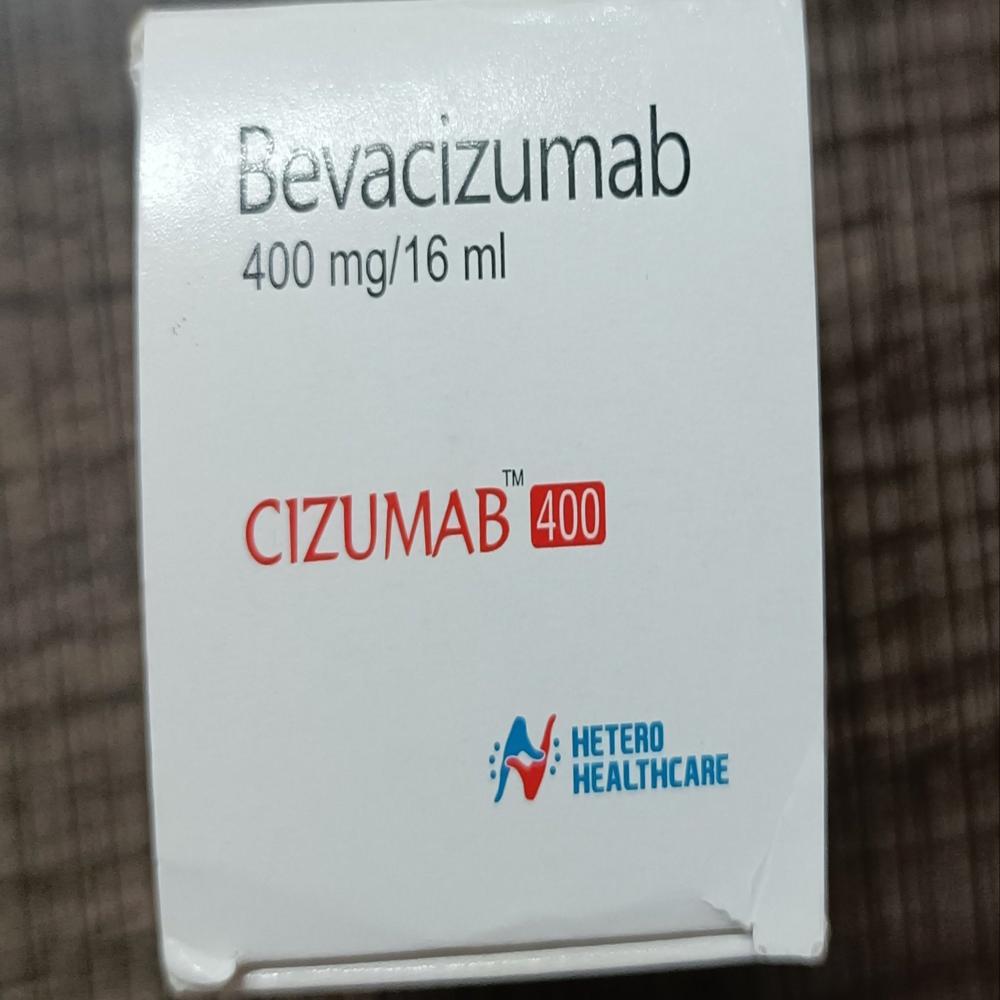 Bevacizumab
400 mg/16 ml
CIZUMAB™ 400
HETERO
HEALTHCARE